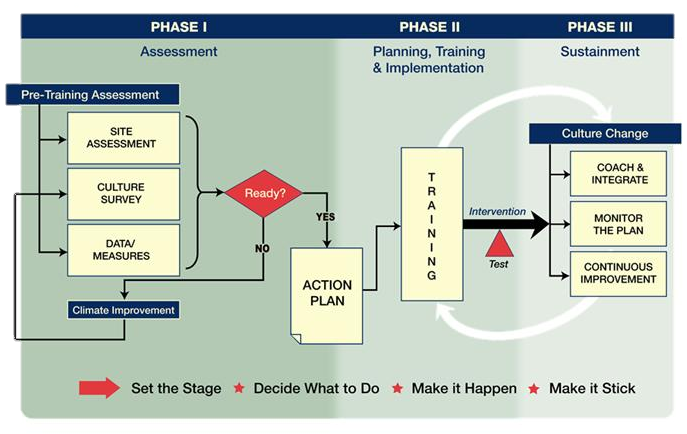 PHASE I
PHASE II
PHASE III
Assessment
Planning, Training
& Implementation
Sustainment
Pre-Training Assessment
SITE
ASSESSMENT
CULTURE
SURVEY
DATA/
MEASURES
Climate Improvement
Ready?
YES
NO
ACTION
PLAN
TRAINING
Intervention
Test
Culture Change
COACH &
INTEGRATE
MONITOR
THE PLAN
CONTINUOUS
IMPROVEMENT
Set the Stage ★ Decide What to Do ★ Make it Happen ★ Make it Stick